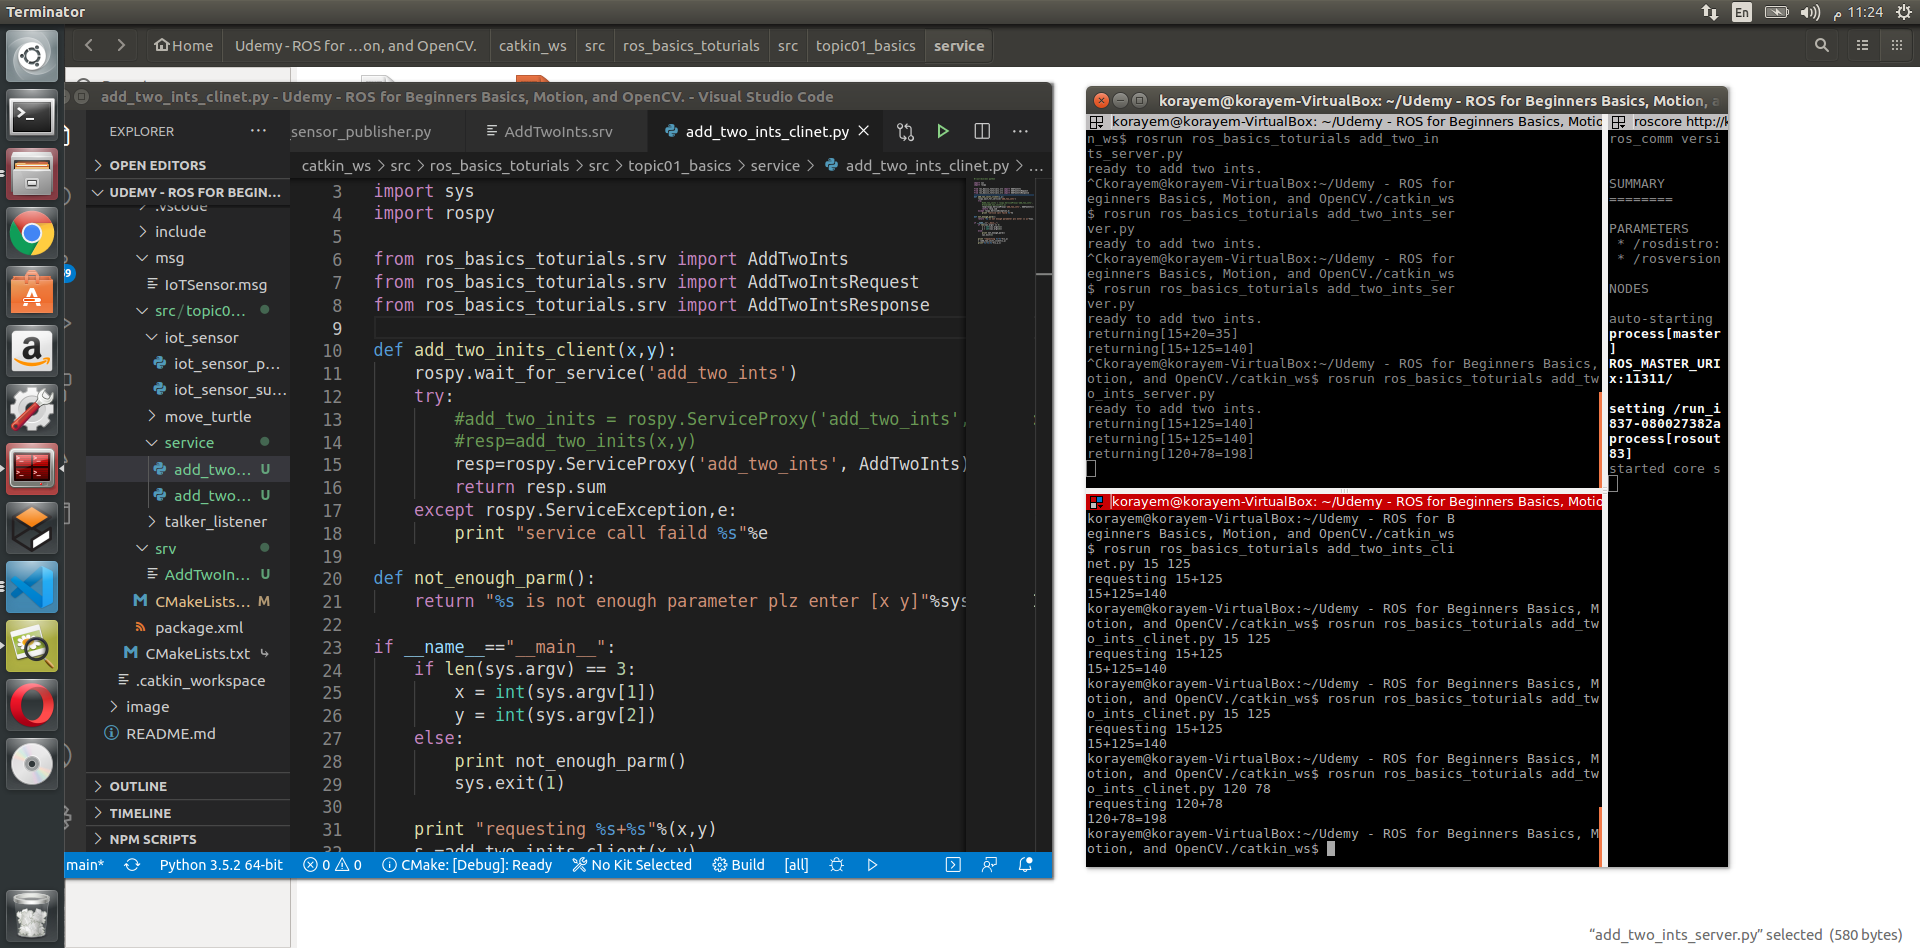 Terminator
En
م 11:24
Home
Udemy - ROS for ...on, and OpenCV.
catkin_ws
src
ros_basics_toturials
src
topic01_basics
service
add_two_ints_clinet.py - Udemy - ROS for Beginners Basics, Motion, and OpenCV. - Visual Studio Code
EXPLORER
OPEN EDITORS
UDEMY - ROS FOR BEGIN...
.vscode
include
msg
IoTSensor.msg
src/topic0...
iot_sensor
iot_sensor_p...
iot_sensor_su...
move_turtle
service
add_two... U
add_two... U
talker_listener
srv
AddTwoIn... U
CMakeLists... M
package.xml
CMakeLists.txt
.catkin_workspace
image
README.md
OUTLINE
TIMELINE
NPM SCRIPTS
_sensor_publisher.py
AddTwoInts.srv
add_two_ints_clinet.py
catkin_ws > src > ros_basics_toturials > src > topic01_basics > service > add_two_ints_clinet.py > ...
3 import sys
4 import rospy
5
6 from ros_basics_toturials.srv import AddTwoInts
7 from ros_basics_toturials.srv import AddTwoIntsRequest
8 from ros_basics_toturials.srv import AddTwoIntsResponse
9
10 def add_two_inits_client(x,y):
11 rospy.wait_for_service('add_two_ints')
12 try:
13 #add_two_inits = rospy.ServiceProxy('add_two_ints',
14 #resp=add_two_inits(x,y)
15 resp=rospy.ServiceProxy('add_two_ints', AddTwoInts)
16 return resp.sum
17 except rospy.ServiceException,e:
18 print "service call faild %s"%e
19
20 def not_enough_parm():
21 return "%s is not enough parameter plz enter [x y]"%sys
22
23 if __name__=="__main__":
24 if len(sys.argv) == 3:
25 x = int(sys.argv[1])
26 y = int(sys.argv[2])
27 else:
28 print not_enough_parm()
29 sys.exit(1)
30
31 print "requesting %s+%s"%(x,y)
32 s =add_two_inits_client(x,y)
main*
Python 3.5.2 64-bit
0
0
CMake: [Debug]: Ready
No Kit Selected
Build
[all]
korayem@korayem-VirtualBox: ~/Udemy - ROS for Beginners Basics, Motion, a
korayem@korayem-VirtualBox: ~/Udemy - ROS for Beginners Basics, Motio
n_ws$ rosrun ros_basics_toturials add_two_in
ts_server.py
ready to add two ints.
^Ckorayem@korayem-VirtualBox:~/Udemy - ROS for
eginners Basics, Motion, and OpenCV./catkin_ws
$ rosrun ros_basics_toturials add_two_ints_ser
ver.py
ready to add two ints.
^Ckorayem@korayem-VirtualBox:~/Udemy - ROS for
eginners Basics, Motion, and OpenCV./catkin_ws
$ rosrun ros_basics_toturials add_two_ints_ser
ver.py
ready to add two ints.
returning[15+20=35]
returning[15+125=140]
^Ckorayem@korayem-VirtualBox:~/Udemy - ROS for Beginners Basics,
otion, and OpenCV./catkin_ws$ rosrun ros_basics_toturials add_tw
o_ints_server.py
ready to add two ints.
returning[15+125=140]
returning[15+125=140]
returning[120+78=198]
korayem@korayem-VirtualBox: ~/Udemy - ROS for Beginners Basics, Motio
korayem@korayem-VirtualBox:~/Udemy - ROS for B
eginners Basics, Motion, and OpenCV./catkin_ws
$ rosrun ros_basics_toturials add_two_ints_cli
net.py 15 125
requesting 15+125
15+125=140
korayem@korayem-VirtualBox:~/Udemy - ROS for Beginners Basics, M
otion, and OpenCV./catkin_ws$ rosrun ros_basics_toturials add_tw
o_ints_clinet.py 15 125
requesting 15+125
15+125=140
korayem@korayem-VirtualBox:~/Udemy - ROS for Beginners Basics, M
otion, and OpenCV./catkin_ws$ rosrun ros_basics_toturials add_tw
o_ints_clinet.py 15 125
requesting 15+125
15+125=140
korayem@korayem-VirtualBox:~/Udemy - ROS for Beginners Basics, M
otion, and OpenCV./catkin_ws$ rosrun ros_basics_toturials add_tw
o_ints_clinet.py 120 78
requesting 120+78
120+78=198
korayem@korayem-VirtualBox:~/Udemy - ROS for Beginners Basics, M
otion, and OpenCV./catkin_ws$
roscore http://k
ros_comm versi
SUMMARY
========
PARAMETERS
* /rosdistro:
* /rosversion
NODES
auto-starting
process[master
]
ROS_MASTER_URI
x:11311/
setting /run_i
837-080027382a
process[rosout
83]
started core s
“add_two_ints_server.py” selected (580 bytes)